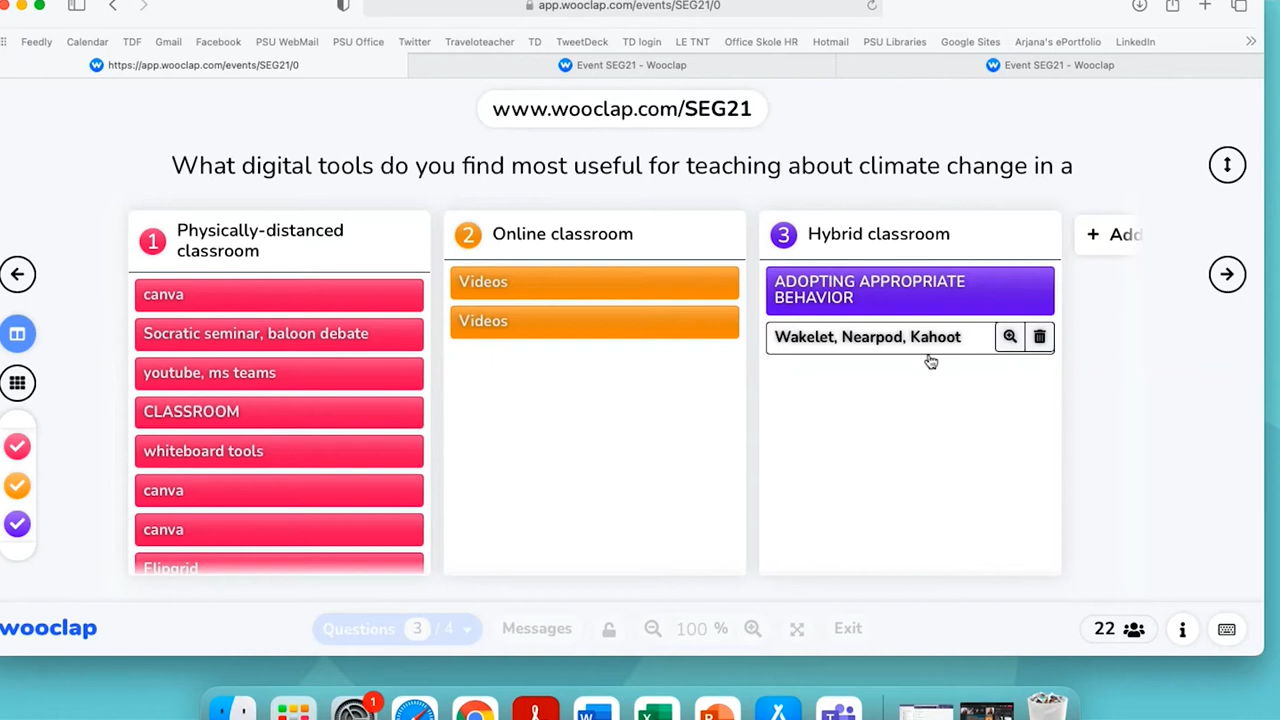 app.wooclap.com/events/SEG21/0
Feedly Calendar TDF Gmail Facebook PSU WebMail PSU Office Twitter Traveloteacher TD TweetDeck TD login LE TNT Office Skole HR Hotmail PSU Libraries Google Sites Arjana's ePortfolio LinkedIn
https://app.wooclap.com/events/SEG21/0 Event SEG21 - Wooclap Event SEG21 - Wooclap
www.wooclap.com/SEG21
What digital tools do you find most useful for teaching about climate change in a
1 Physically-distanced
classroom
canva
Socratic seminar, baloon debate
youtube, ms teams
CLASSROOM
whiteboard tools
canva
canva
Flipgrid
2 Online classroom
Videos
Videos
3 Hybrid classroom
ADOPTING APPROPRIATE
BEHAVIOR
Wakelet, Nearpod, Kahoot
+ Add
wooclap Questions 3 / 4 Messages 100 % Exit 22
1